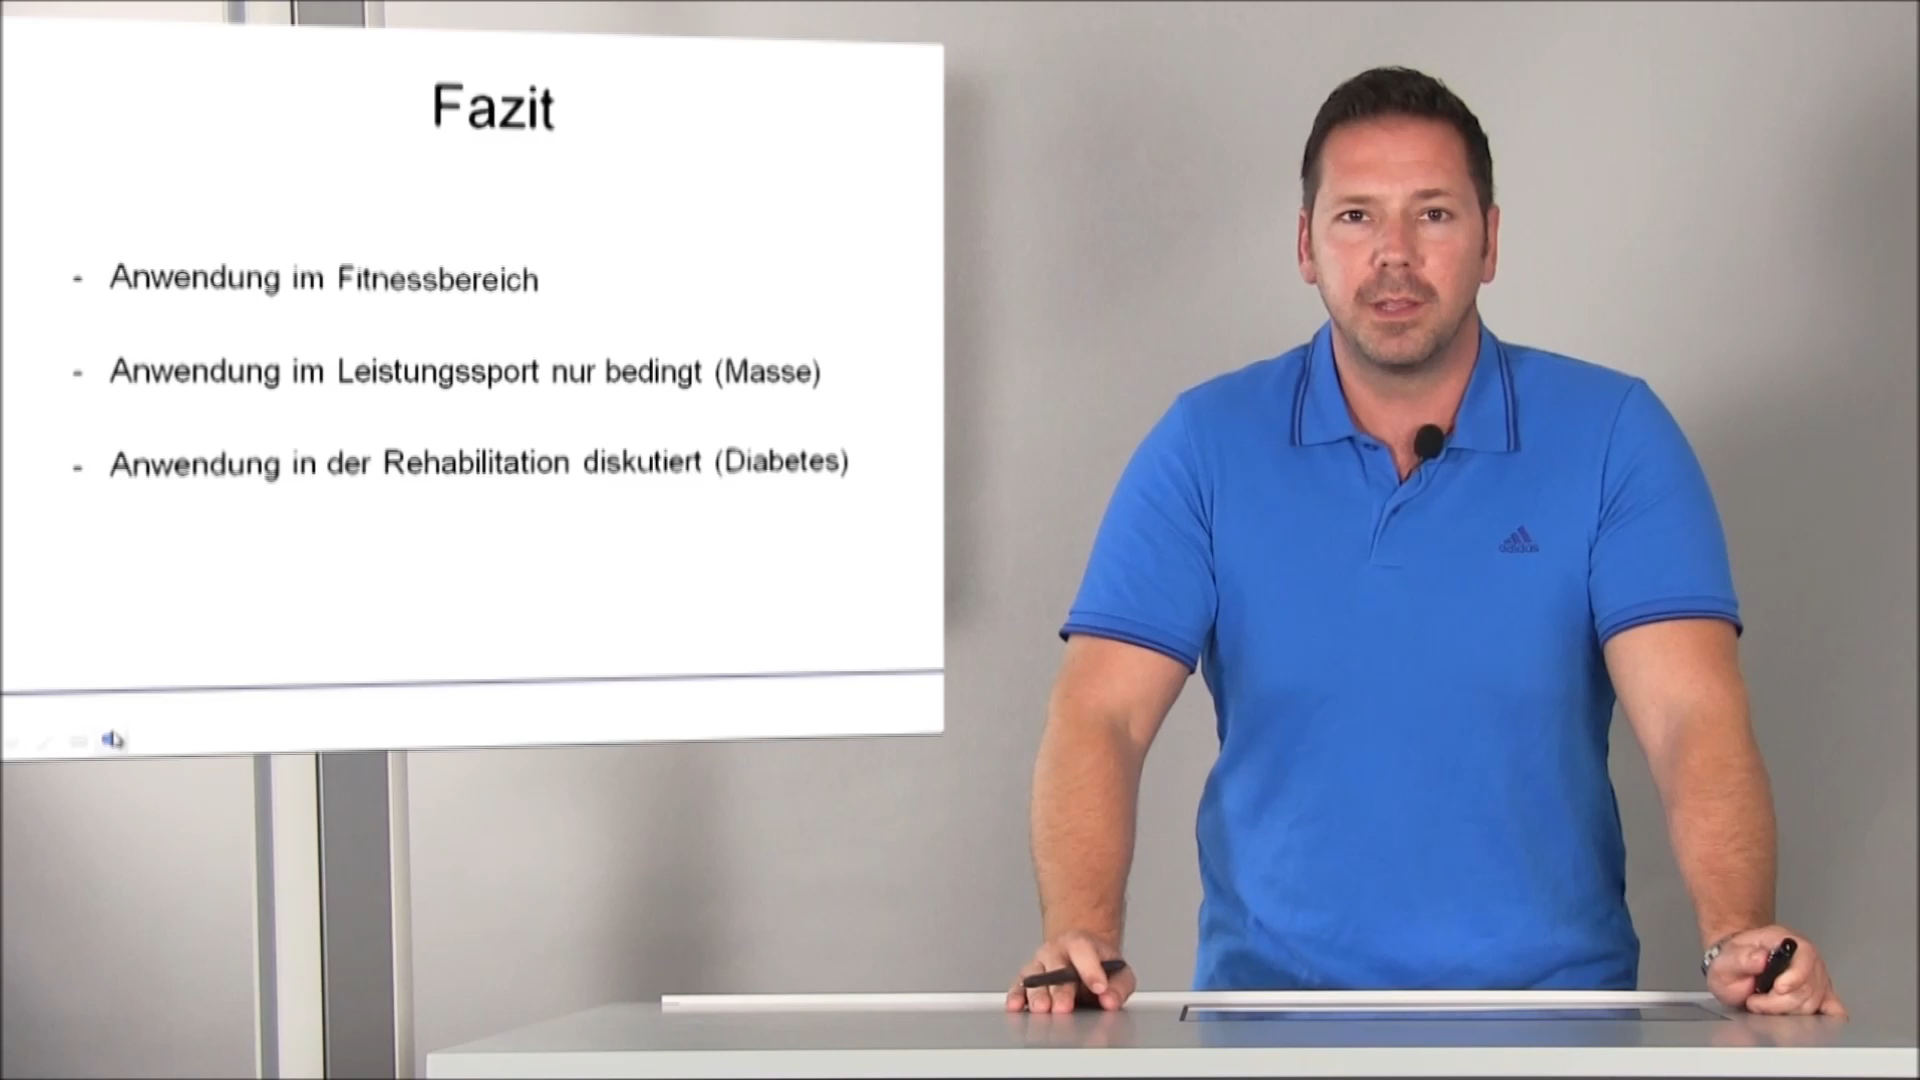 Fazit
- Anwendung im Fitnessbereich
- Anwendung im Leistungssport nur bedingt (Masse)
- Anwendung in der Rehabilitation diskutiert (Diabetes)
adidas